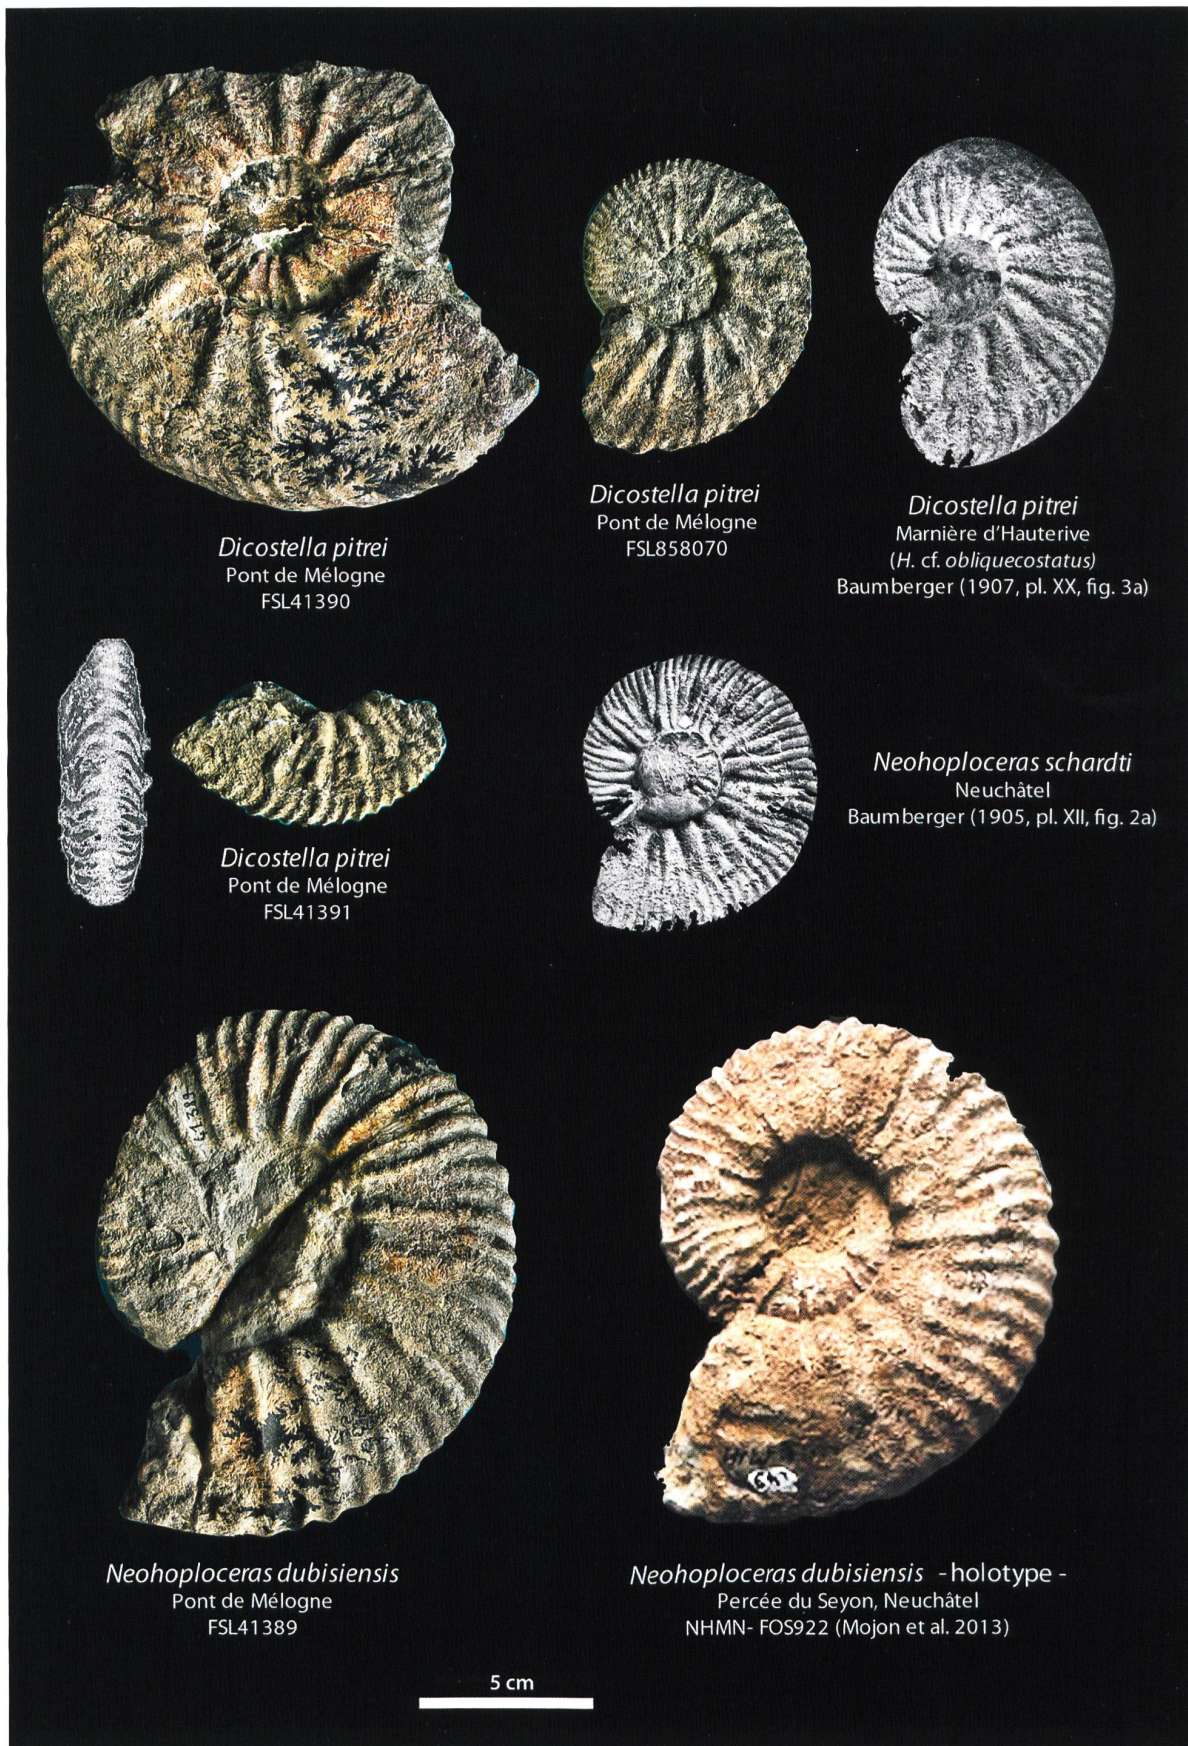 Dicostella pitrei
Pont de Mélogne
FSL41390
Dicostella pitrei
Pont de Mélogne
FSL858070
Dicostella pitrei
Marnière d'Hauterive
(H. cf. obliquecostatus)
Baumberger (1907, pl. XX, fig. 3a)
Dicostella pitrei
Pont de Mélogne
FSL41391
Neohoploceras schardti
Neuchâtel
Baumberger (1905, pl. XII, fig. 2a)
41389
Neohoploceras dubisiensis
Pont de Mélogne
FSL41389
Neohoploceras dubisiensis - holotype -
Percée du Seyon, Neuchâtel
NHMN- FOS922 (Mojon et al. 2013)
5 cm